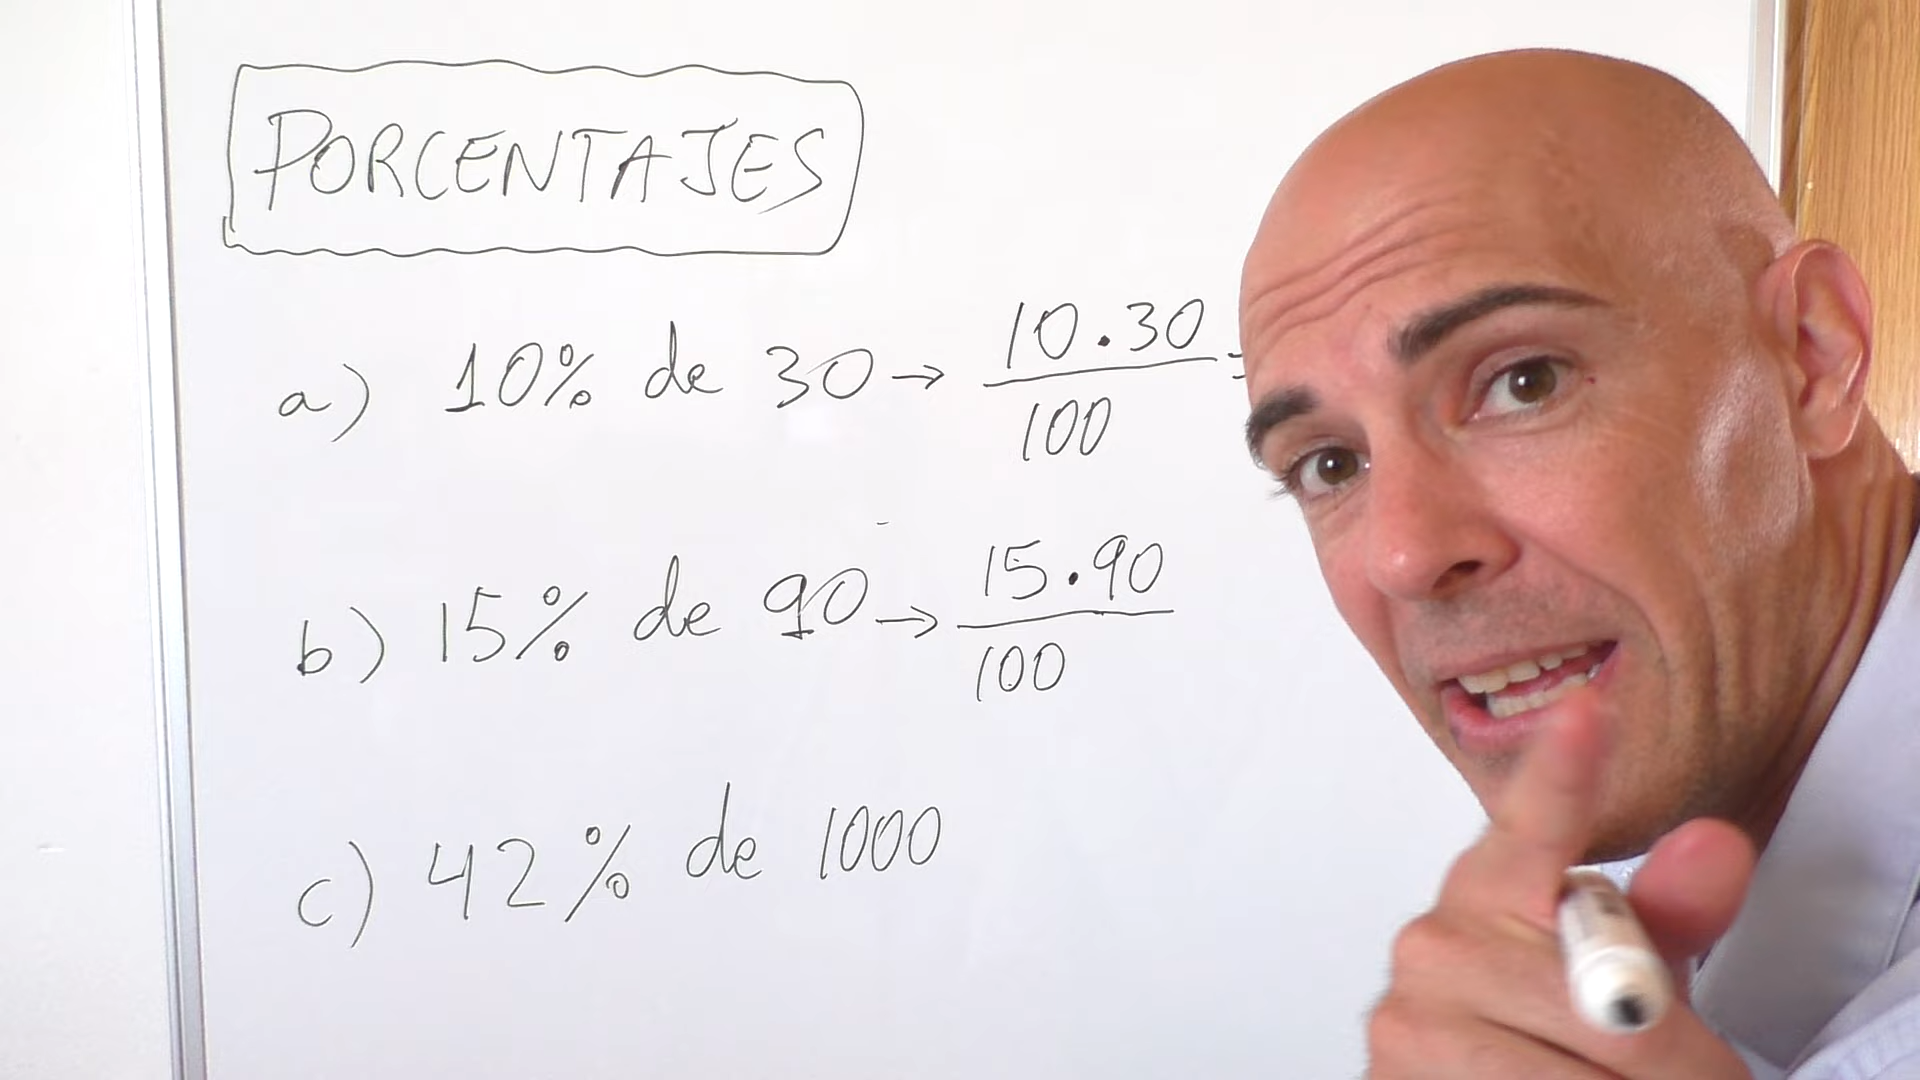 PORCENTAJES
a) 10% de 30 → 10.30 / 100 =
b) 15% de 90 → 15.90 / 100
c) 42% de 1000